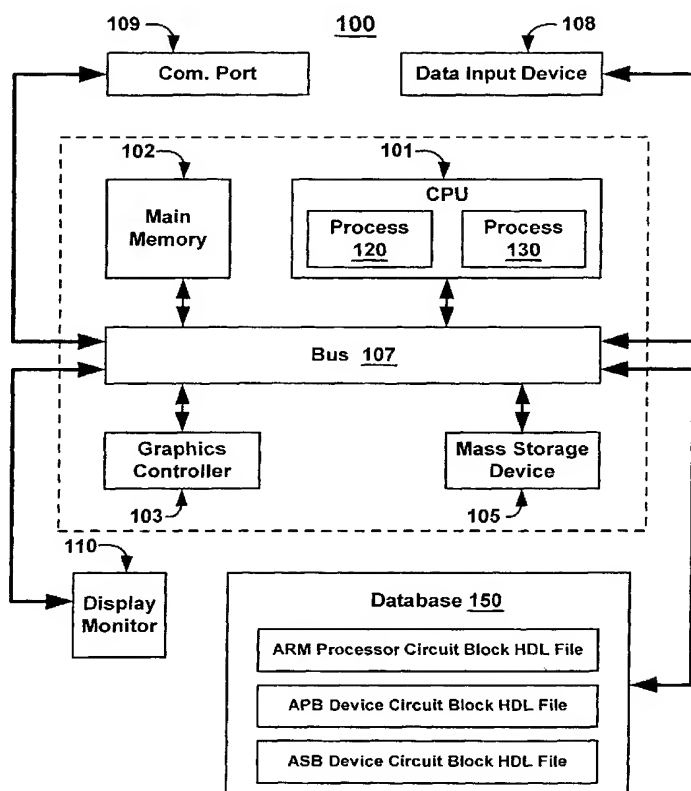 109
100
108
Com. Port
Data Input Device
102
101
Main
Memory
CPU
Process
120
Process
130
Bus 107
Graphics
Controller
Mass Storage
Device
103
105
110
Display
Monitor
Database 150
ARM Processor Circuit Block HDL File
APB Device Circuit Block HDL File
ASB Device Circuit Block HDL File